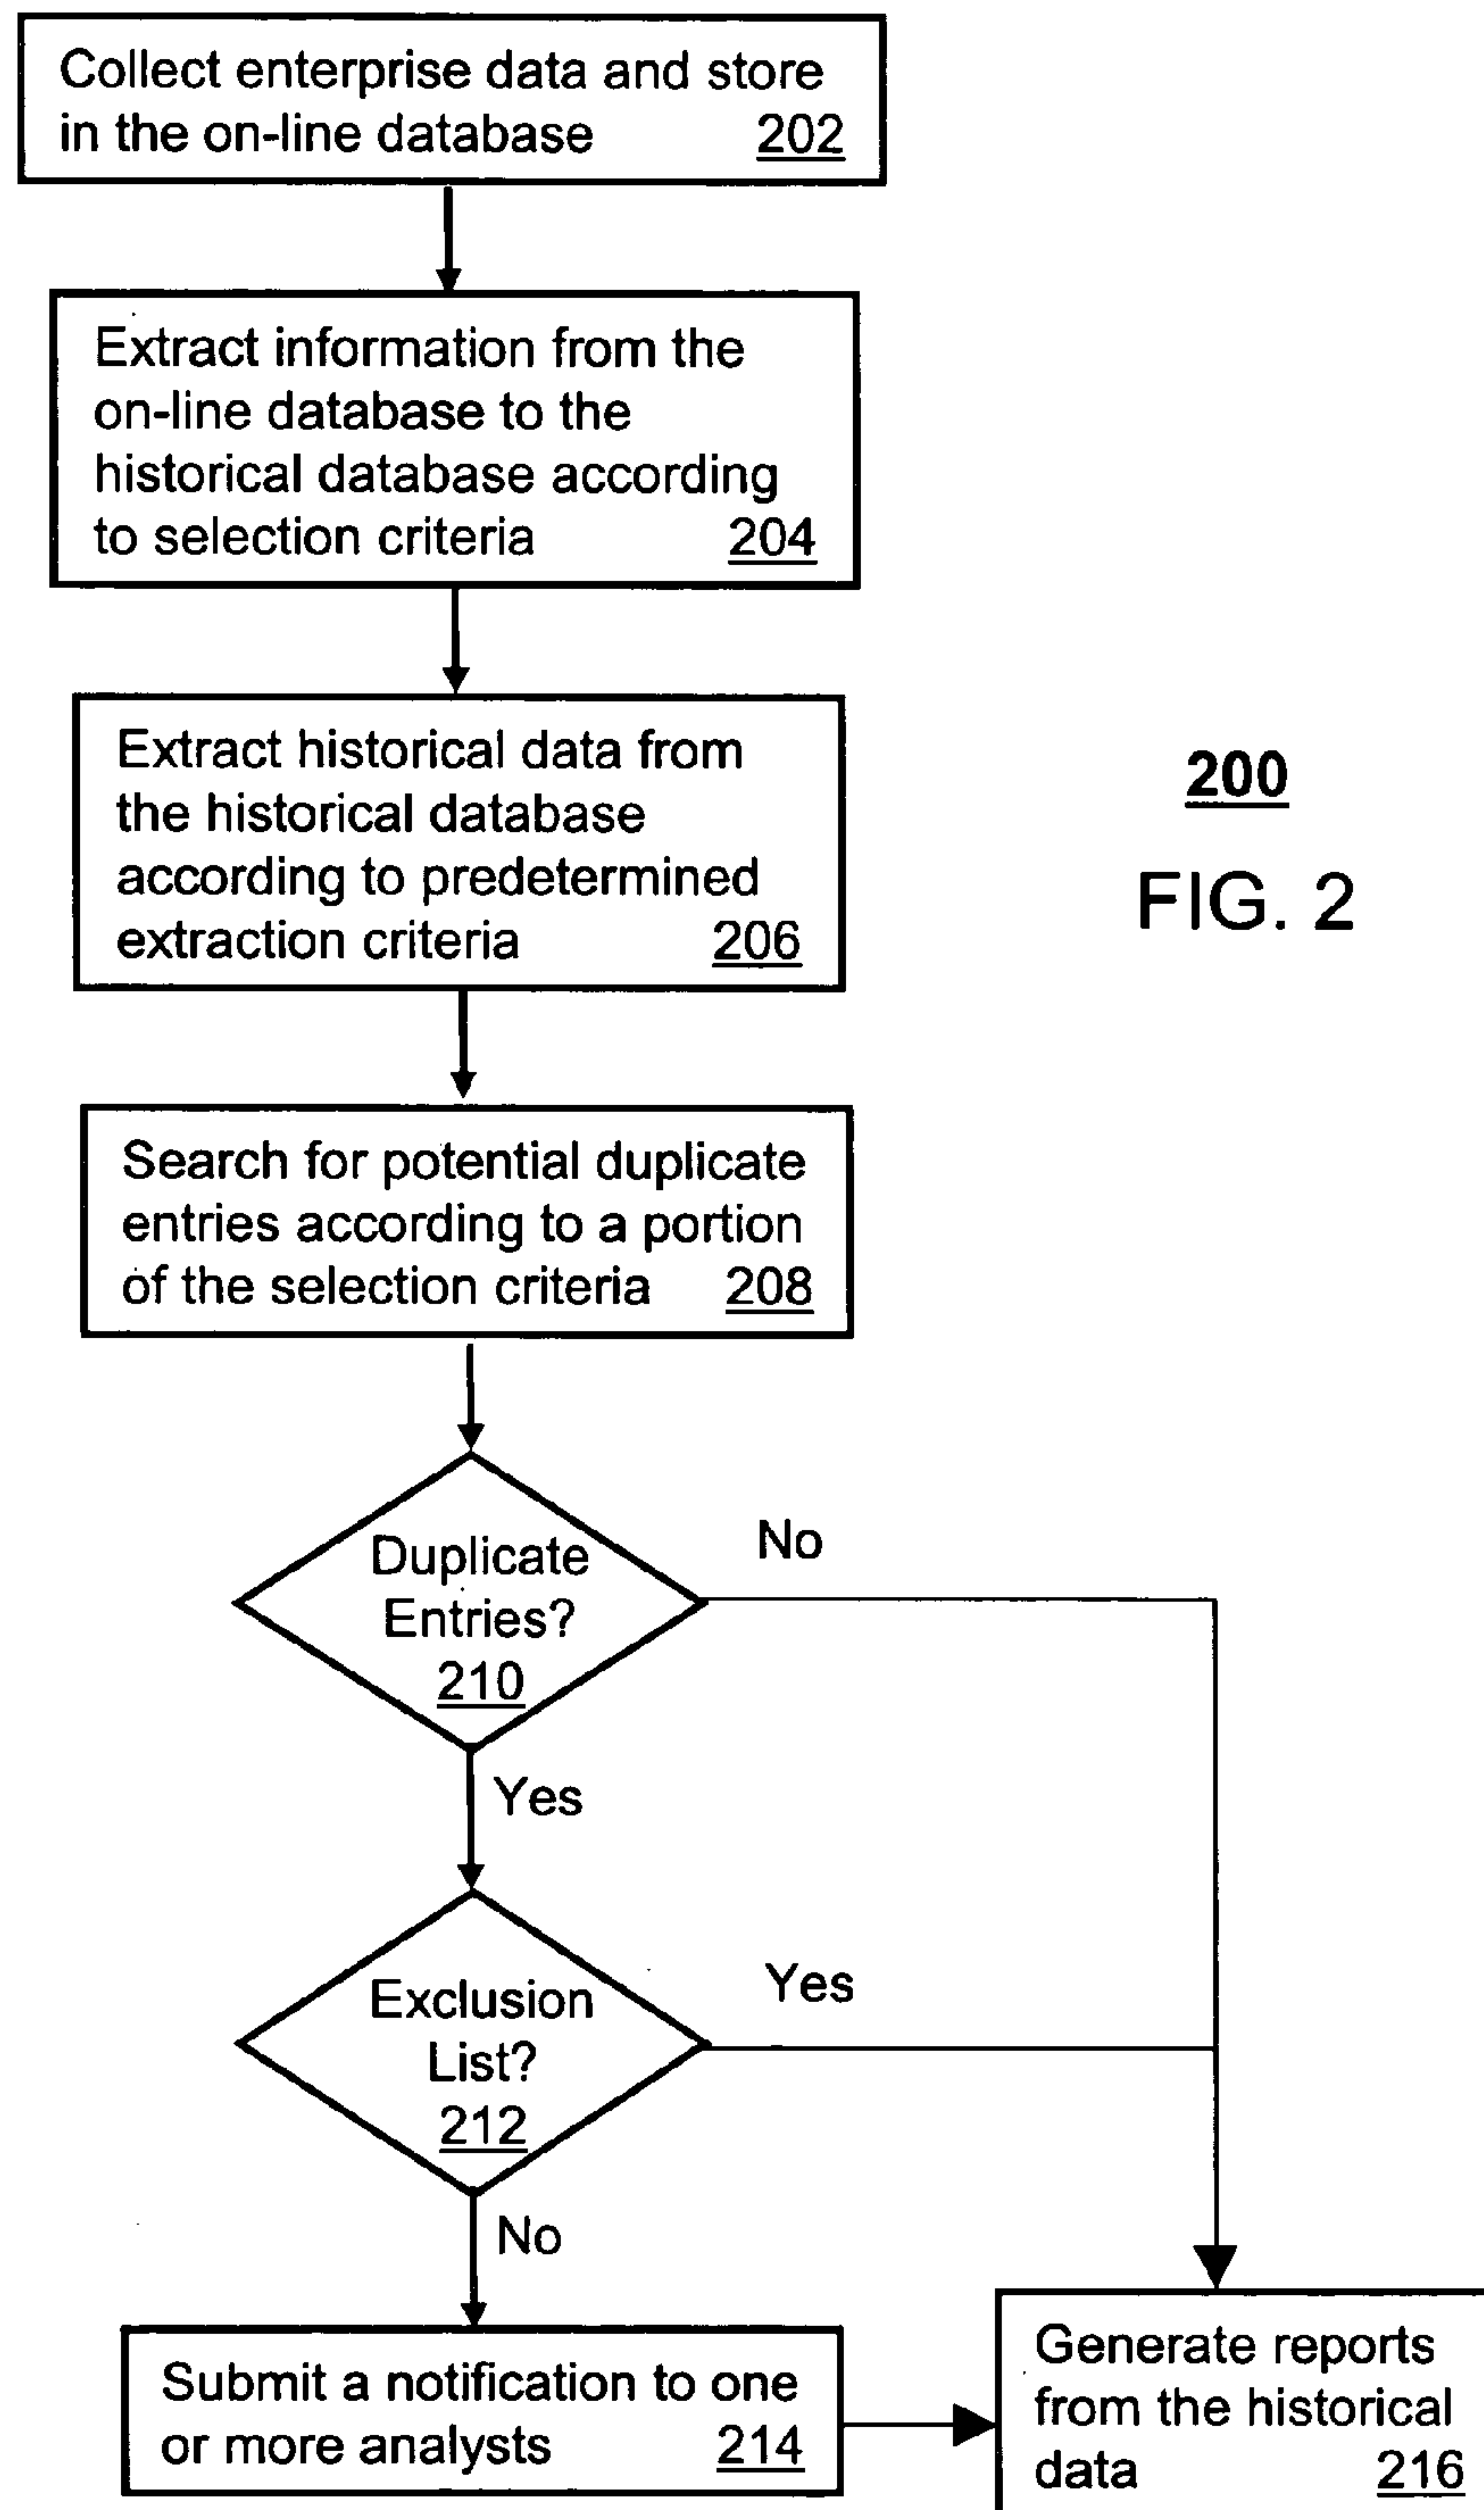 Collect enterprise data and store
in the on-line database 202
Extract information from the
on-line database to the
historical database according
to selection criteria 204
Extract historical data from
the historical database
according to predetermined
extraction criteria 206
200
FIG. 2
Search for potential duplicate
entries according to a portion
of the selection criteria 208
Duplicate
Entries?
210
No
Yes
Exclusion
List?
212
Yes
No
Submit a notification to one
or more analysts 214
Generate reports
from the historical
data 216